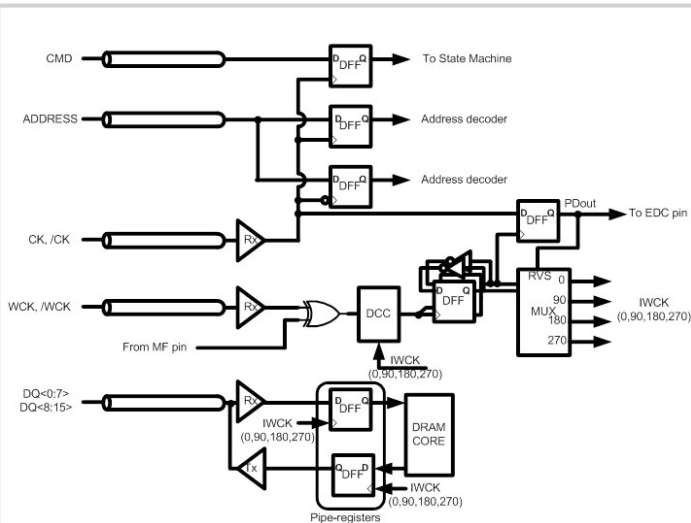 CMD
D Q
DFF
To State Machine
ADDRESS
D Q
DFF
Address decoder
D Q
DFF
Address decoder
CK, /CK
Rx
D Q
DFF
PDout
To EDC pin
WCK, /WCK
Rx
From MF pin
DCC
D Q
DFF
RVS
MUX
0
90
180
270
IWCK
(0,90,180,270)
IWCK
(0,90,180,270)
DQ<0:7>
DQ<8:15>
Rx
D Q
DFF
IWCK
(0,90,180,270)
DRAM
CORE
Tx
Q D
DFF
IWCK
(0,90,180,270)
Pipe-registers